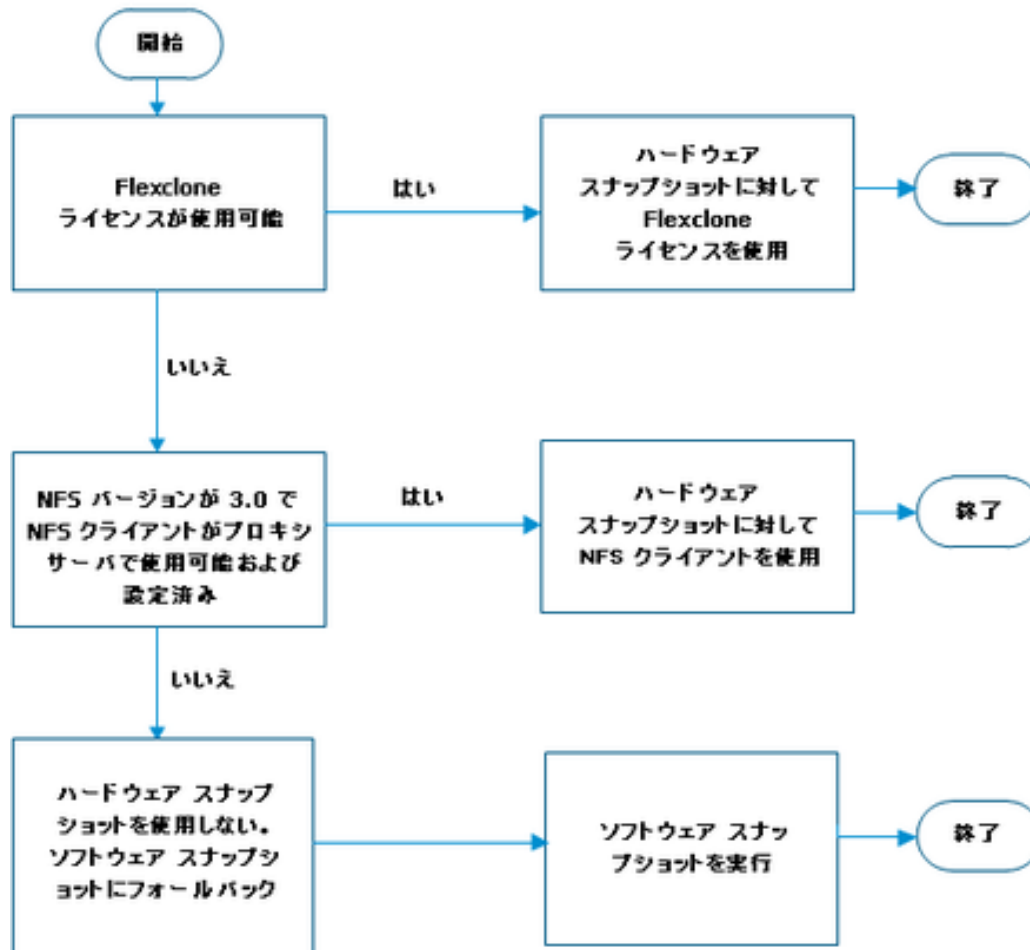 開始
Flexclone
ライセンスが使用可能
はい
ハードウェア
スナップショットに対して
Flexclone
ライセンスを使用
終了
いいえ
NFS バージョンが 3.0 で
NFS クライアントがプロキシ
サーバで使用可能および
設定済み
はい
ハードウェア
スナップショットに対して
NFS クライアントを使用
終了
いいえ
ハードウェア スナップ
ショットを使用しない。
ソフトウェア スナップシ
ョットにフォールバック
ソフトウェア スナッ
プショットを実行
終了